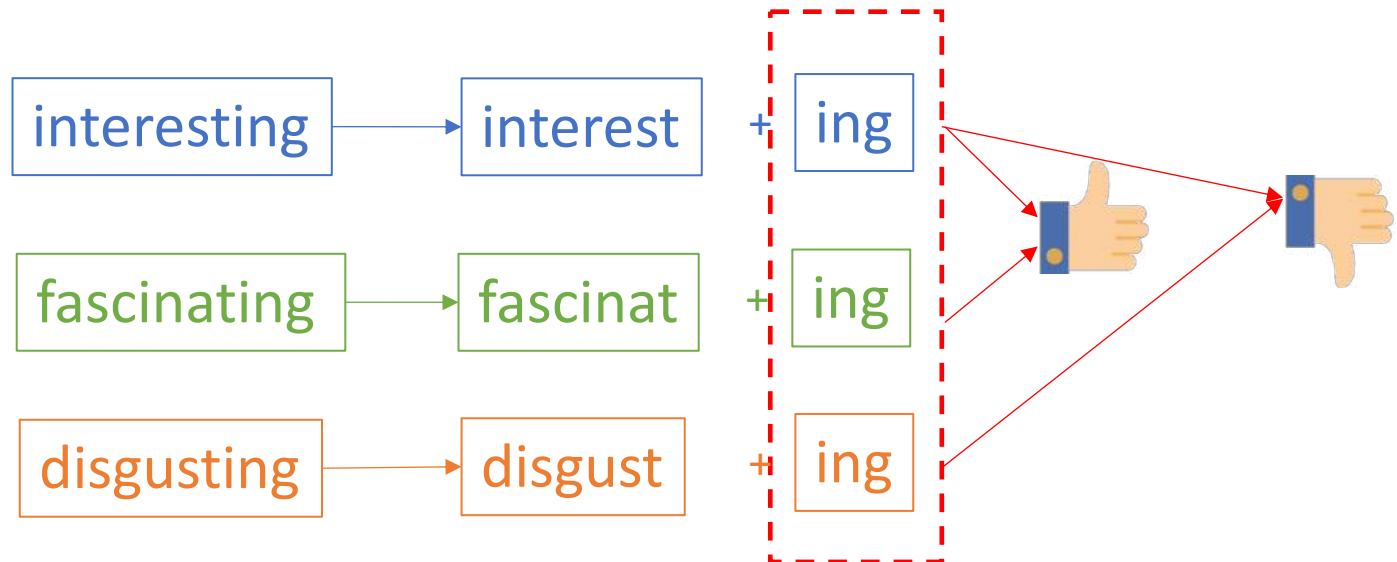 interesting interest + ing
fascinating fascinat + ing
disgusting disgust + ing